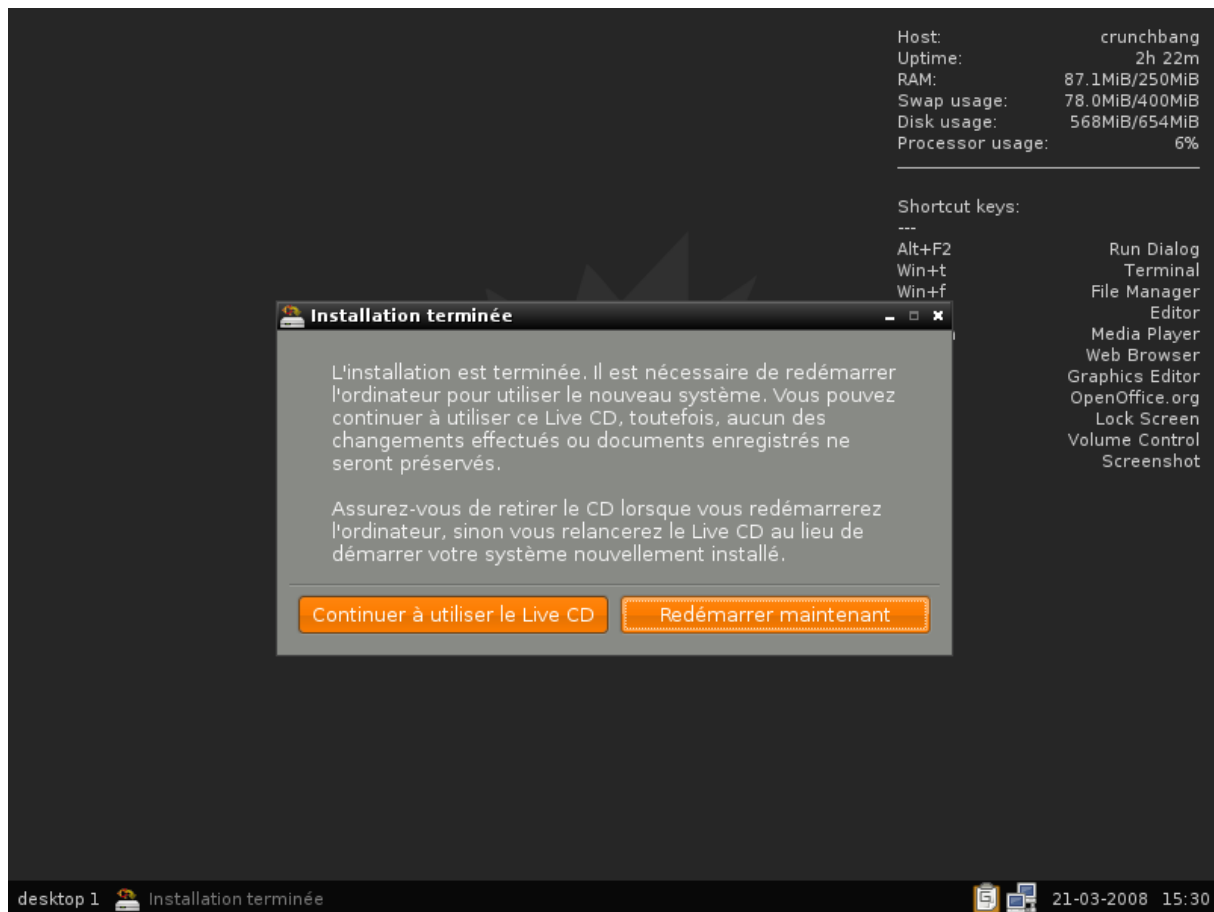 Host: crunchbang
Uptime: 2h 22m
RAM: 87.1MiB/250MiB
Swap usage: 78.0MiB/400MiB
Disk usage: 568MiB/654MiB
Processor usage: 6%
Shortcut keys:
---
Alt+F2 Run Dialog
Win+t Terminal
Win+f File Manager
Editor
Media Player
Web Browser
Graphics Editor
OpenOffice.org
Lock Screen
Volume Control
Screenshot
Installation terminée
L'installation est terminée. Il est nécessaire de redémarrer
l'ordinateur pour utiliser le nouveau système. Vous pouvez
continuer à utiliser ce Live CD, toutefois, aucun des
changements effectués ou documents enregistrés ne
seront préservés.
Assurez-vous de retirer le CD lorsque vous redémarrerez
l'ordinateur, sinon vous relancerez le Live CD au lieu de
démarrer votre système nouvellement installé.
Continuer à utiliser le Live CD Redémarrer maintenant
desktop 1 Installation terminée 21-03-2008 15:30